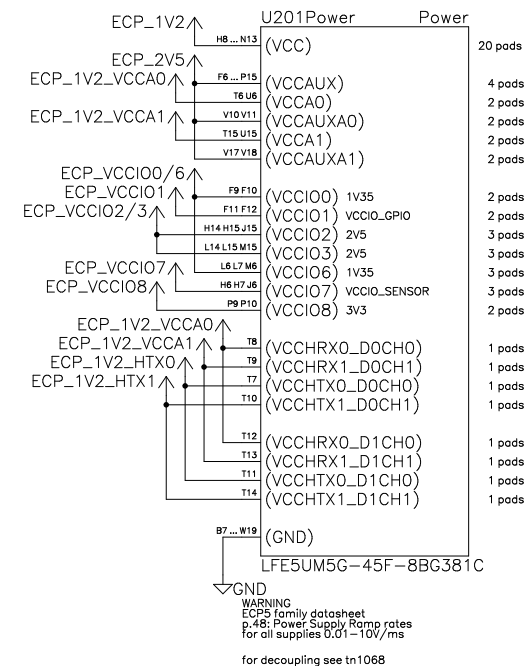 U201Power Power
ECP_1V2 H8 ... N13 (VCC) 20 pads
ECP_2V5
ECP_1V2_VCCA0 F6 ... P15 (VCCAUX) 4 pads
T6 U6 (VCCA0) 2 pads
ECP_1V2_VCCA1 V10 V11 (VCCAUXA0) 2 pads
T15 U15 (VCCA1) 2 pads
V17 V18 (VCCAUXA1) 2 pads
ECP_VCCIO0/6
ECP_VCCIO1 F9 F10 (VCCIO0) 1V35 2 pads
ECP_VCCIO2/3 F11 F12 (VCCIO1) VCCIO_GPIO 2 pads
H14 H15 J15 (VCCIO2) 2V5 3 pads
L14 L15 M15 (VCCIO3) 2V5 3 pads
ECP_VCCIO7 L6 L7 M6 (VCCIO6) 1V35 3 pads
ECP_VCCIO8 H6 H7 J6 (VCCIO7) VCCIO_SENSOR 3 pads
P9 P10 (VCCIO8) 3V3 2 pads
ECP_1V2_VCCA0
ECP_1V2_VCCA1 T8 (VCCHRX0_D0CH0) 1 pads
ECP_1V2_HTX0 T9 (VCCHRX1_D0CH1) 1 pads
ECP_1V2_HTX1 T7 (VCCHTX0_D0CH0) 1 pads
T10 (VCCHTX1_D0CH1) 1 pads
T12 (VCCHRX0_D1CH0) 1 pads
T13 (VCCHRX1_D1CH1) 1 pads
T11 (VCCHTX0_D1CH0) 1 pads
T14 (VCCHTX1_D1CH1) 1 pads
B7 ... W19 (GND)
LFE5UM5G-45F-8BG381C
GND
WARNING
ECP5 family datasheet
p.48: Power Supply Ramp rates
for all supplies 0.01-10V/ms
for decoupling see tn1068